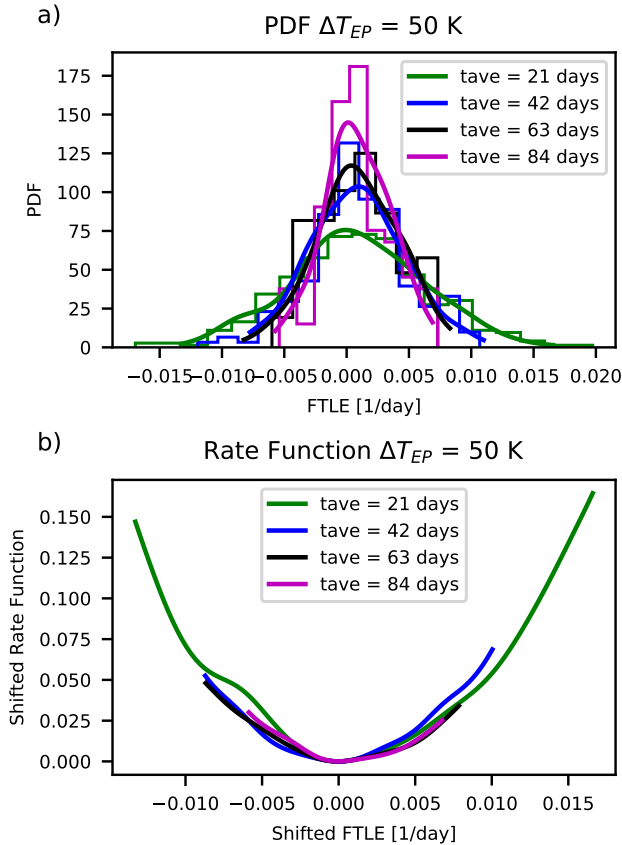 a)
PDF ΔT_EP = 50 K
tave = 21 days
tave = 42 days
tave = 63 days
tave = 84 days
PDF
175
150
125
100
75
50
25
0
−0.015 −0.010 −0.005 0.000 0.005 0.010 0.015 0.020
FTLE [1/day]
b)
Rate Function ΔT_EP = 50 K
tave = 21 days
tave = 42 days
tave = 63 days
tave = 84 days
Shifted Rate Function
0.150
0.125
0.100
0.075
0.050
0.025
0.000
−0.010 −0.005 0.000 0.005 0.010 0.015
Shifted FTLE [1/day]